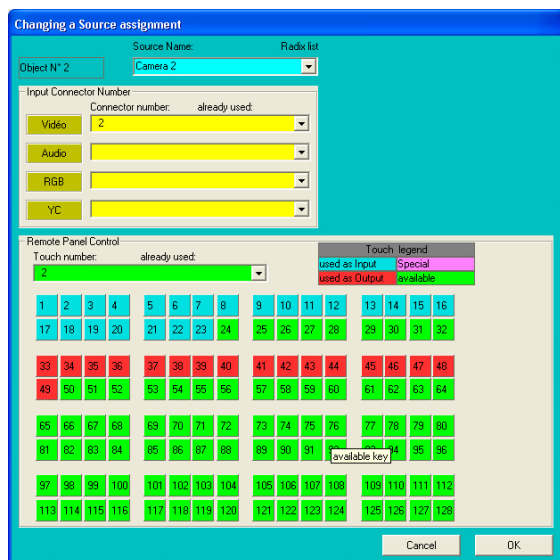 Changing a Source assignment
Source Name: Radix list
Object N° 2 Camera 2
Input Connector Number
Connector number: already used:
Vidéo 2
Audio
RGB
YC
Remote Panel Control
Touch number: already used:
2
Touch legend
used as Input Special
used as Output available
1 2 3 4 5 6 7 8 9 10 11 12 13 14 15 16
17 18 19 20 21 22 23 24 25 26 27 28 29 30 31 32
33 34 35 36 37 38 39 40 41 42 43 44 45 46 47 48
49 50 51 52 53 54 55 56 57 58 59 60 61 62 63 64
65 66 67 68 69 70 71 72 73 74 75 76 77 78 79 80
81 82 83 84 85 86 87 88 89 90 91 94 95 96
available key
97 98 99 100 101 102 103 104 105 106 107 108 109 110 111 112
113 114 115 116 117 118 119 120 121 122 123 124 125 126 127 128
Cancel OK